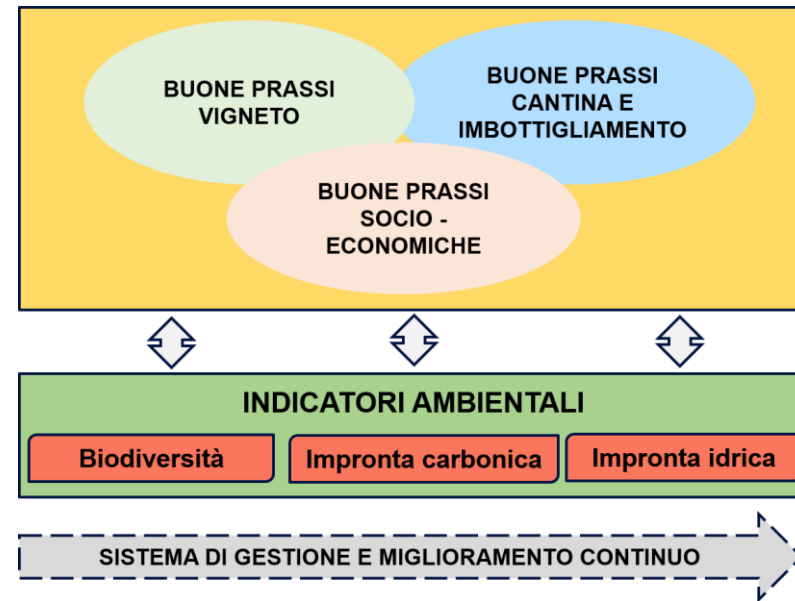 BUONE PRASSI
VIGNETO
BUONE PRASSI
CANTINA E
IMBOTTIGLIAMENTO
BUONE PRASSI
SOCIO -
ECONOMICHE
INDICATORI AMBIENTALI
Biodiversità
Impronta carbonica
Impronta idrica
SISTEMA DI GESTIONE E MIGLIORAMENTO CONTINUO